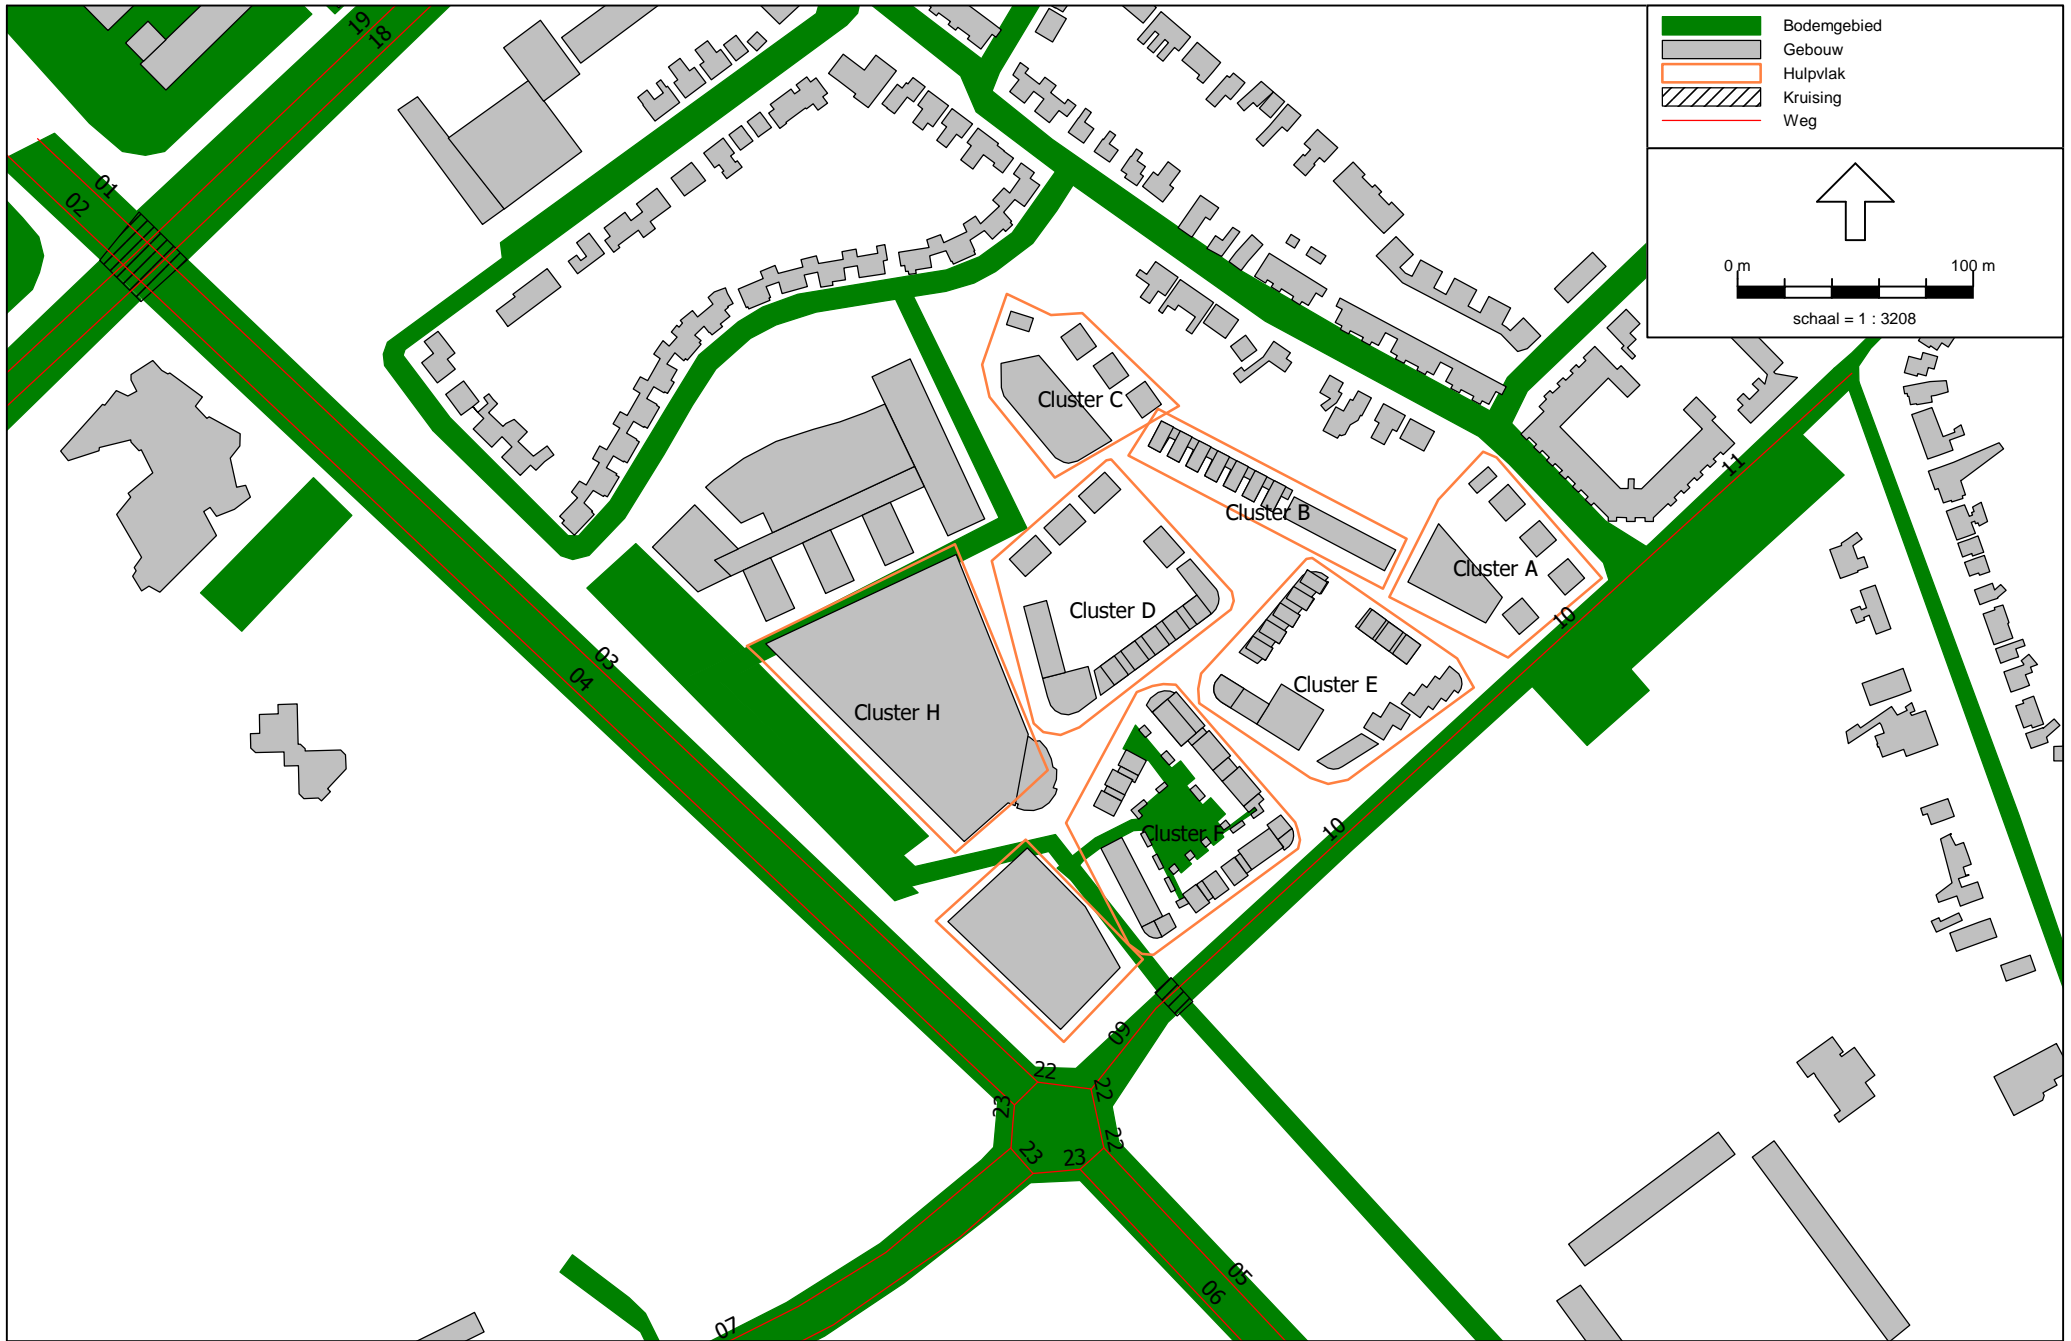 Bodemgebied
Gebouw
Hulpvlak
Kruising
Weg
0 m 100 m
schaal = 1 : 3208
19
18
01
02
03
04
11
10
10
09
22
22
22
23
23
23
05
06
07
Cluster C
Cluster B
Cluster A
Cluster D
Cluster E
Cluster H
Cluster F